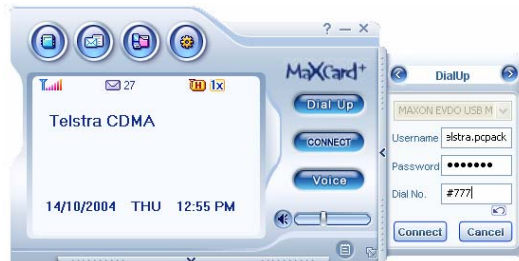 ? — X
MaXCard+
27
H 1x
Telstra CDMA
14/10/2004 THU 12:55 PM
Dial Up
CONNECT
Voice
DialUp
MAXON EVDO USB M
Username elstra.pcpack
Password •••••••
Dial No. #777
Connect Cancel